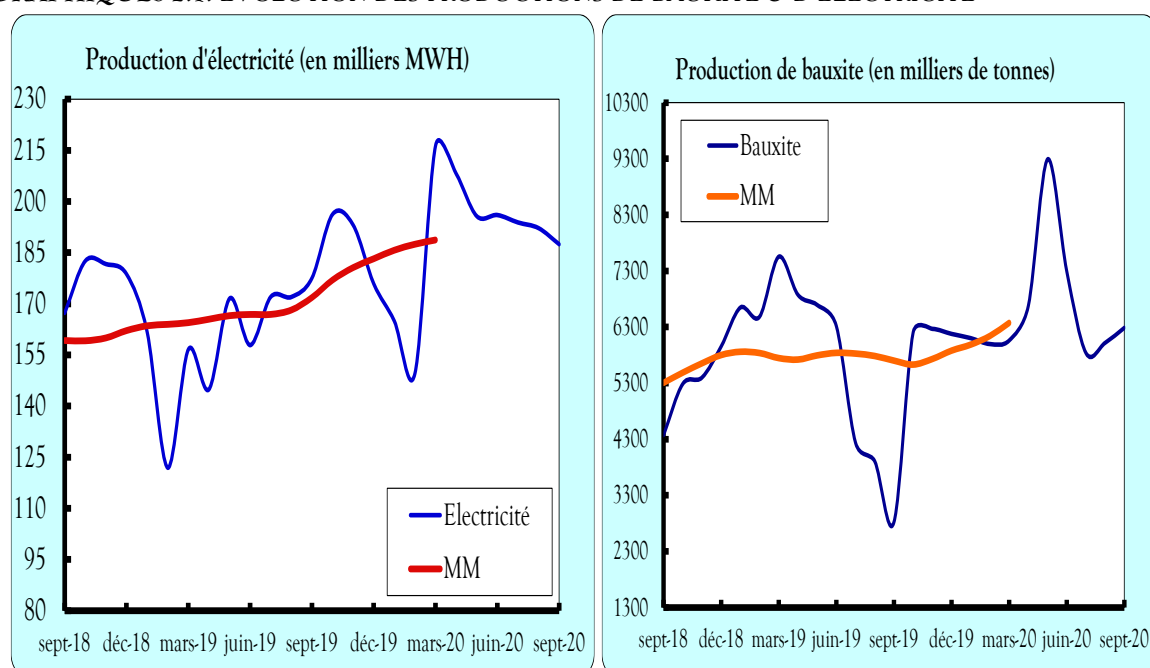 Production d'électricité (en milliers MWH)
230
215
200
185
170
155
140
125
110
95
80
Electricité
MM
sept-18 déc-18 mars-19 juin-19 sept-19 déc-19 mars-20 juin-20 sept-20
Production de bauxite (en milliers de tonnes)
10300
9300
8300
7300
6300
5300
4300
3300
2300
1300
Bauxite
MM
sept-18 déc-18 mars-19 juin-19 sept-19 déc-19 mars-20 juin-20 sept-20